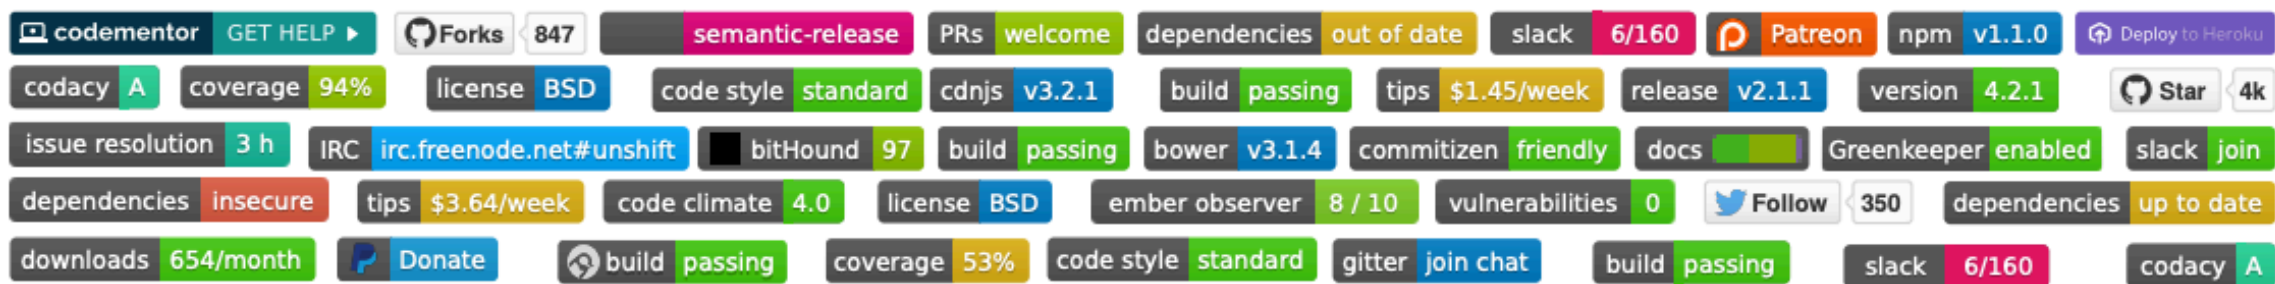 codementor GET HELP Forks 847 semantic-release PRs welcome dependencies out of date slack 6/160 Patreon npm v1.1.0 Deploy to Heroku
codacy A coverage 94% license BSD code style standard cdnjs v3.2.1 build passing tips $1.45/week release v2.1.1 version 4.2.1 Star 4k
issue resolution 3 h IRC irc.freenode.net#unshift bitHound 97 build passing bower v3.1.4 commitizen friendly docs Greenkeeper enabled slack join
dependencies insecure tips $3.64/week code climate 4.0 license BSD ember observer 8 / 10 vulnerabilities 0 Follow 350 dependencies up to date
downloads 654/month Donate build passing coverage 53% code style standard gitter join chat build passing slack 6/160 codacy A